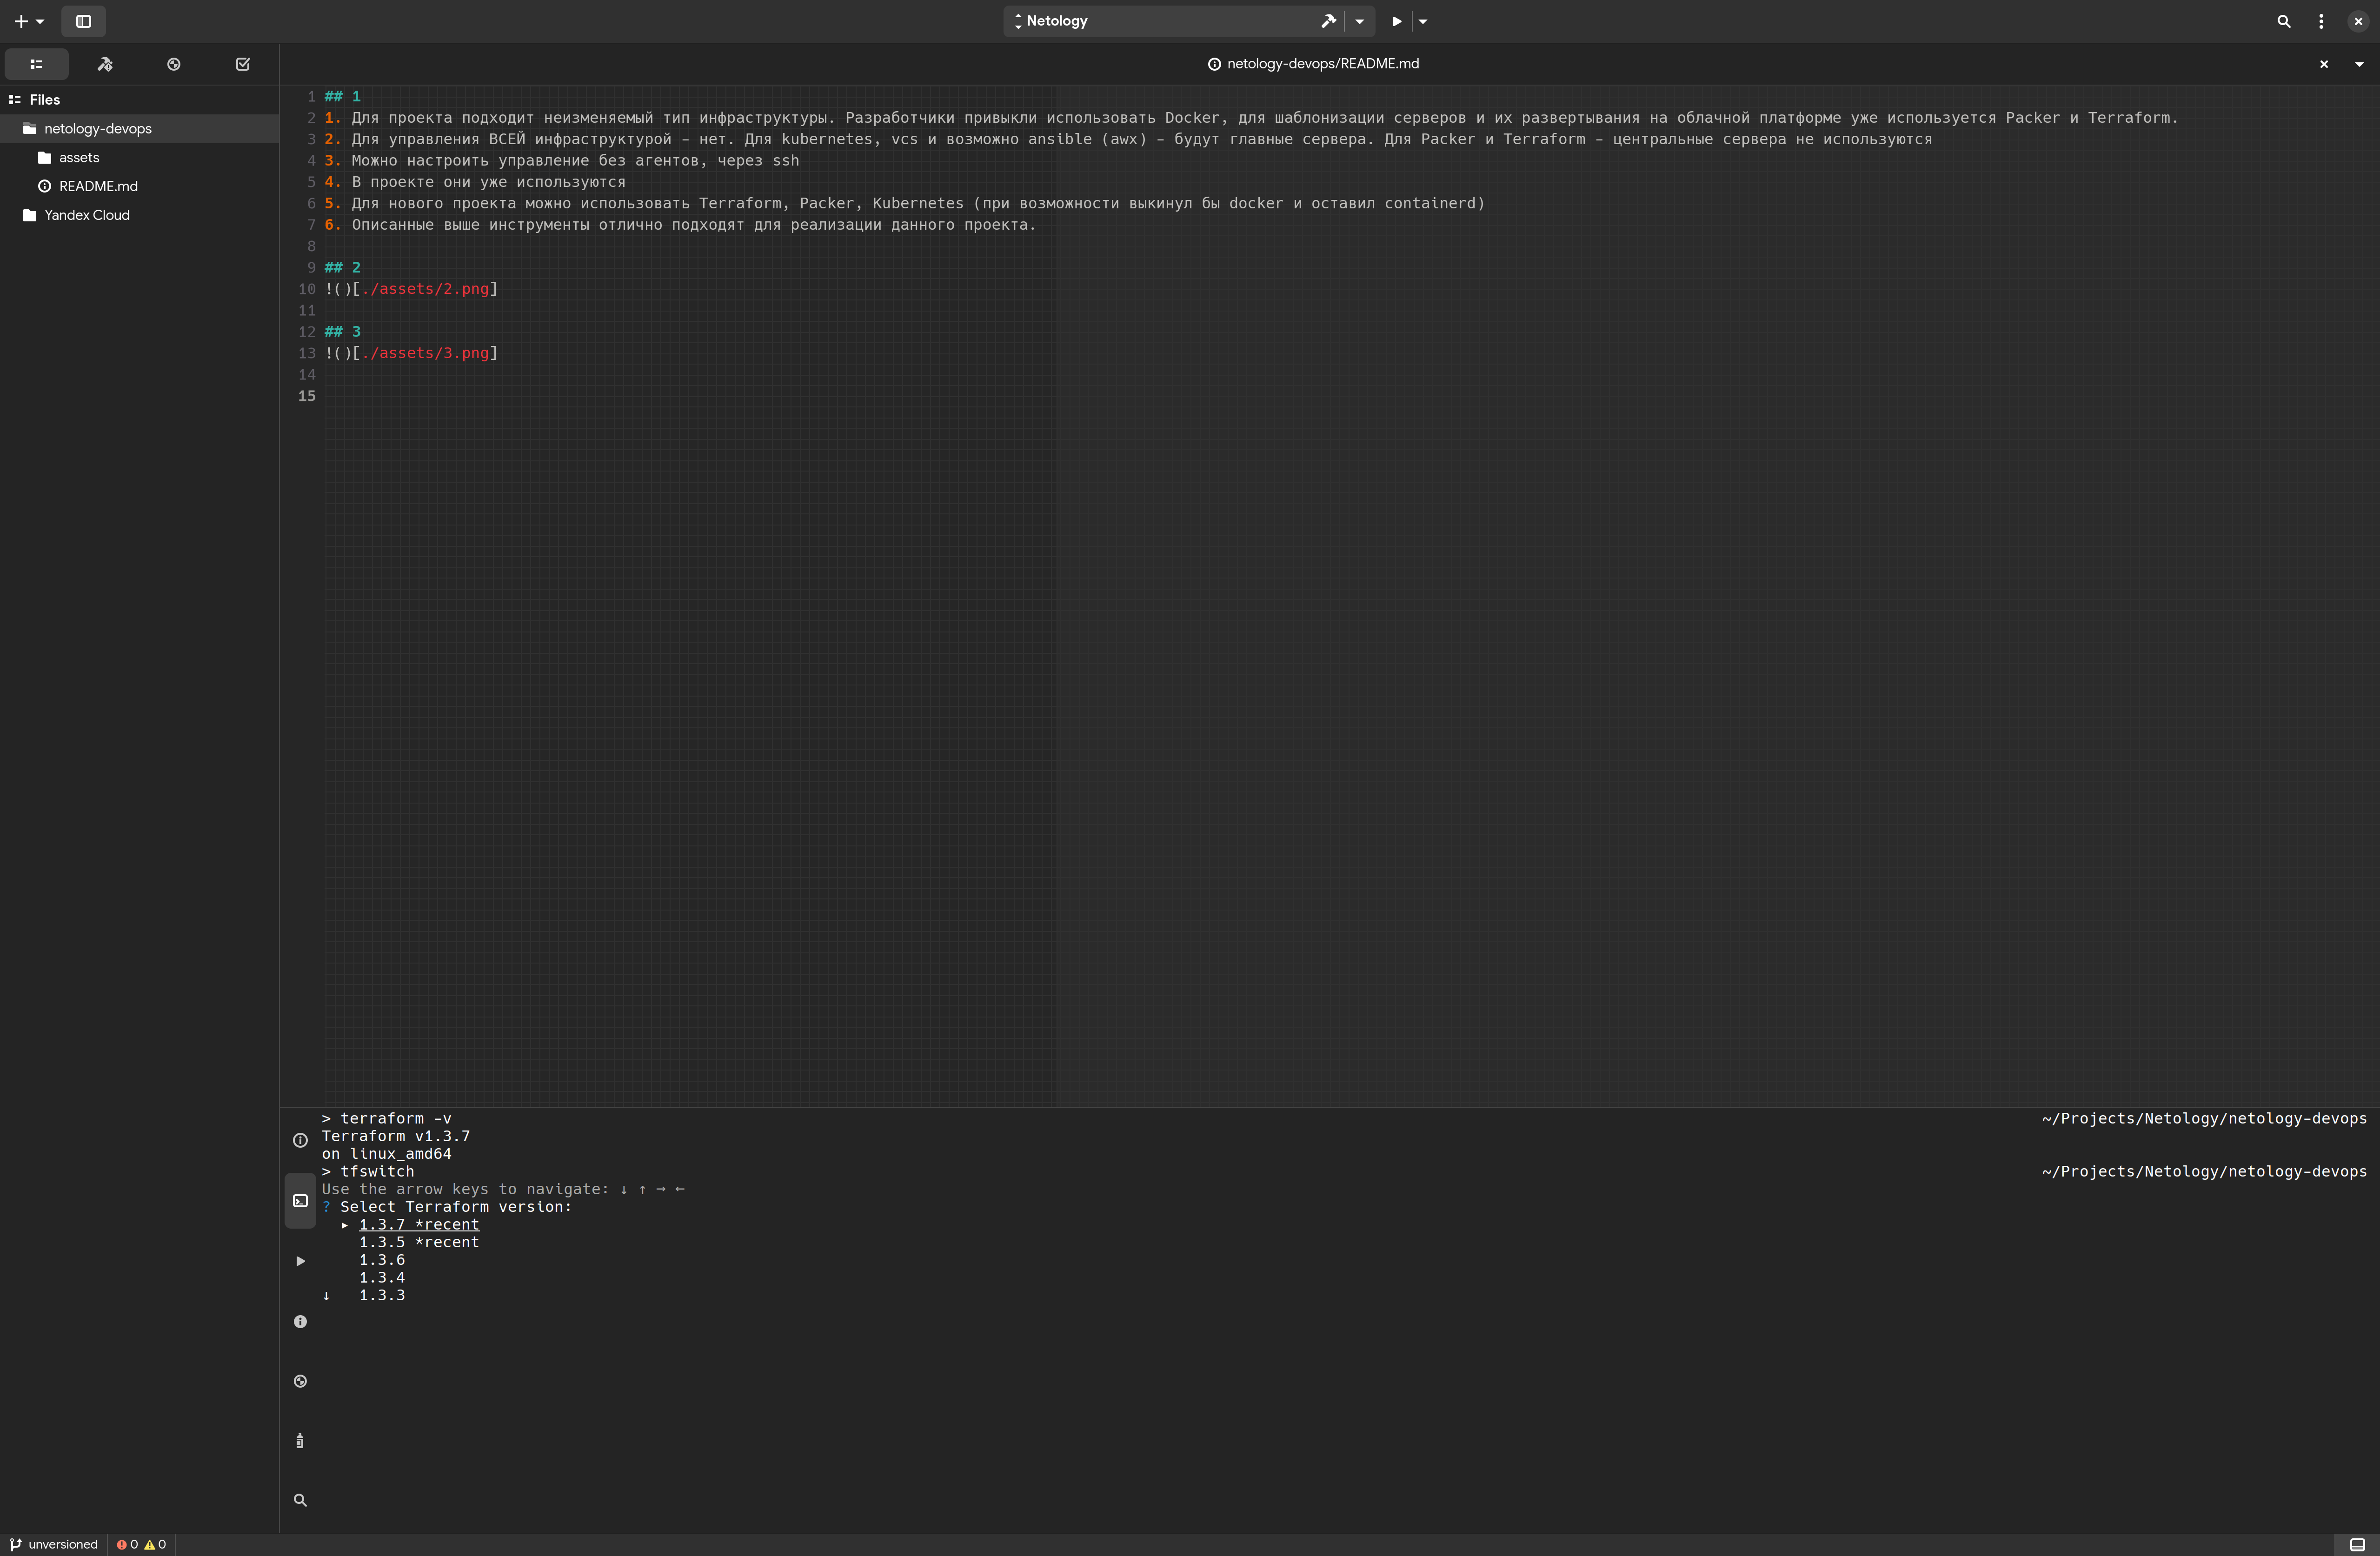 Netology
netology-devops/README.md
Files
netology-devops
assets
README.md
Yandex Cloud
1 ## 1
2 1. Для проекта подходит неизменяемый тип инфраструктуры. Разработчики привыкли использовать Docker, для шаблонизации серверов и их развертывания на облачной платформе уже используется Packer и Terraform.
3 2. Для управления ВСЕЙ инфраструктурой - нет. Для kubernetes, vcs и возможно ansible (awx) - будут главные сервера. Для Packer и Terraform - центральные сервера не используются
4 3. Можно настроить управление без агентов, через ssh
5 4. В проекте они уже используются
6 5. Для нового проекта можно использовать Terraform, Packer, Kubernetes (при возможности выкинул бы docker и оставил containerd)
7 6. Описанные выше инструменты отлично подходят для реализации данного проекта.
8
9 ## 2
10 !()[./assets/2.png]
11
12 ## 3
13 !()[./assets/3.png]
14
15
> terraform -v ~/Projects/Netology/netology-devops
Terraform v1.3.7
on linux_amd64
> tfswitch ~/Projects/Netology/netology-devops
Use the arrow keys to navigate: ↓ ↑ → ←
? Select Terraform version:
▸ 1.3.7 *recent
1.3.5 *recent
1.3.6
1.3.4
↓ 1.3.3
unversioned 0 0